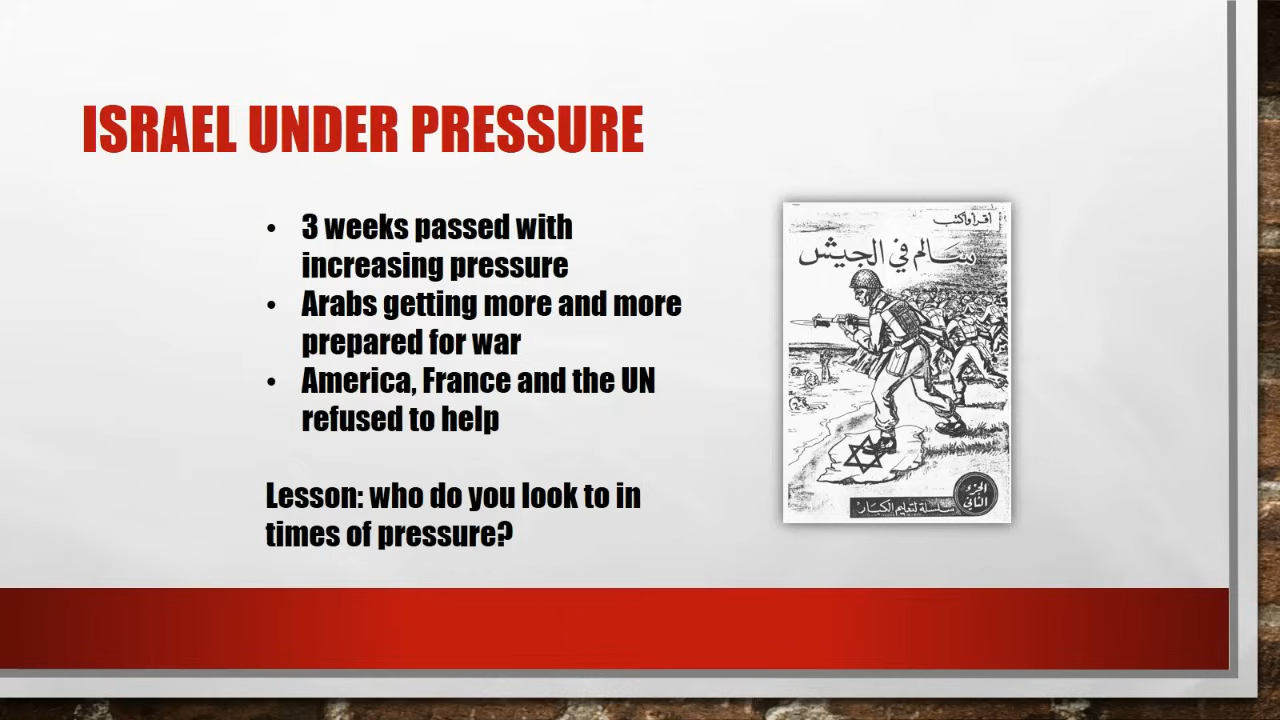 ISRAEL UNDER PRESSURE
• 3 weeks passed with
increasing pressure
• Arabs getting more and more
prepared for war
• America, France and the UN
refused to help
Lesson: who do you look to in
times of pressure?
اقرأ واكتب
سالم في الجيش
الجزء
الثاني
سلسلة لتعليم الكبار